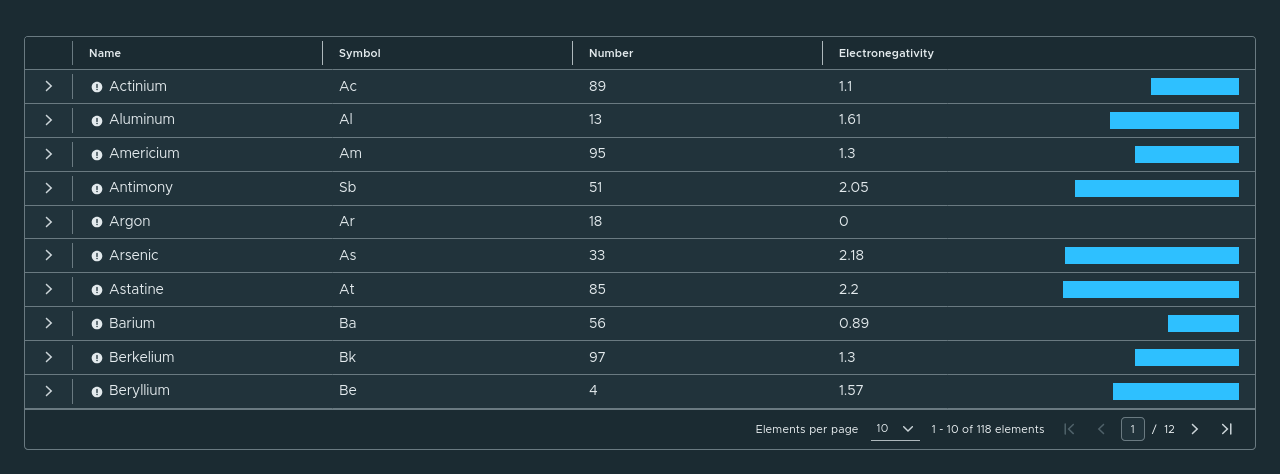 Name Symbol Number Electronegativity
Actinium Ac 89 1.1
Aluminum Al 13 1.61
Americium Am 95 1.3
Antimony Sb 51 2.05
Argon Ar 18 0
Arsenic As 33 2.18
Astatine At 85 2.2
Barium Ba 56 0.89
Berkelium Bk 97 1.3
Beryllium Be 4 1.57
Elements per page 10 1 - 10 of 118 elements 1 / 12